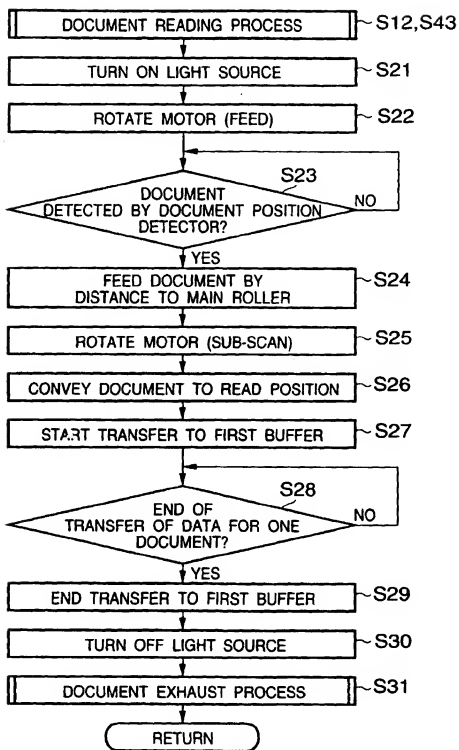 DOCUMENT READING PROCESS S12,S43
TURN ON LIGHT SOURCE S21
ROTATE MOTOR (FEED) S22
S23
DOCUMENT
DETECTED BY DOCUMENT POSITION
DETECTOR?
NO
YES
FEED DOCUMENT BY
DISTANCE TO MAIN ROLLER
S24
ROTATE MOTOR (SUB-SCAN) S25
CONVEY DOCUMENT TO READ POSITION S26
START TRANSFER TO FIRST BUFFER S27
S28
END OF
TRANSFER OF DATA FOR ONE
DOCUMENT?
NO
YES
END TRANSFER TO FIRST BUFFER S29
TURN OFF LIGHT SOURCE S30
DOCUMENT EXHAUST PROCESS S31
RETURN